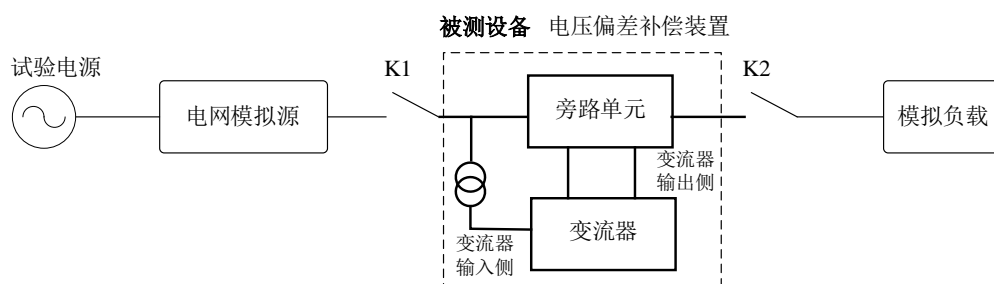 被测设备 电压偏差补偿装置
试验电源
K1
K2
电网模拟源
旁路单元
模拟负载
变流器
输出侧
变流器
变流器
输入侧